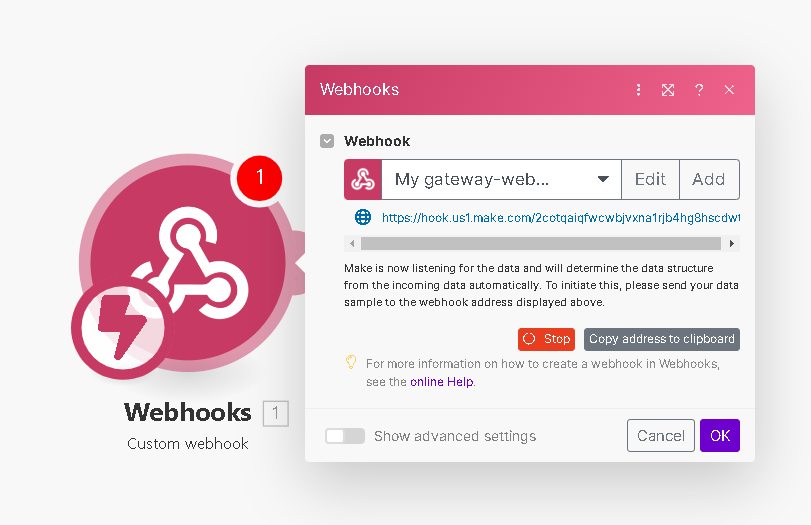 Webhooks
?
Webhook
My gateway-web...
Edit
Add
https://hook.us1.make.com/2cotqaiqfwcwbjvxna1rjb4hg8hscdwt
Make is now listening for the data and will determine the data structure
from the incoming data automatically. To initiate this, please send your data
sample to the webhook address displayed above.
Stop
Copy address to clipboard
For more information on how to create a webhook in Webhooks,
see the online Help.
Show advanced settings
Cancel
OK
1
Webhooks 1
Custom webhook